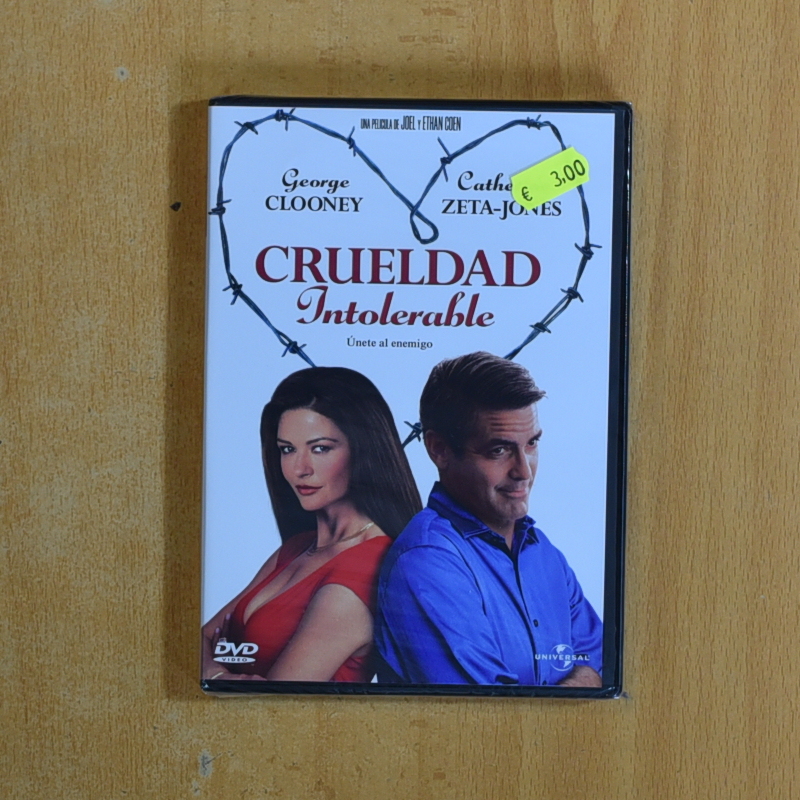 UNA PELICULA DE JOEL Y ETHAN COEN
George
CLOONEY
Cathe
ZETA-JONES
€ 3,00
CRUELDAD
Intolerable
Únete al enemigo
DVD
VIDEO
UNIVERSAL